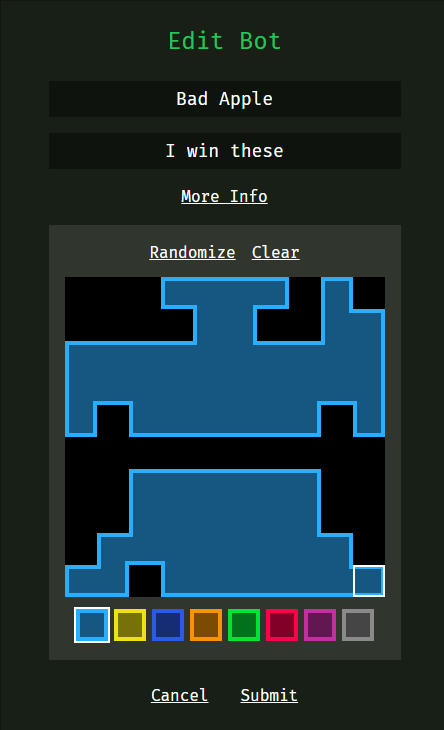 Edit Bot
Bad Apple
I win these
More Info
Randomize Clear
Cancel Submit